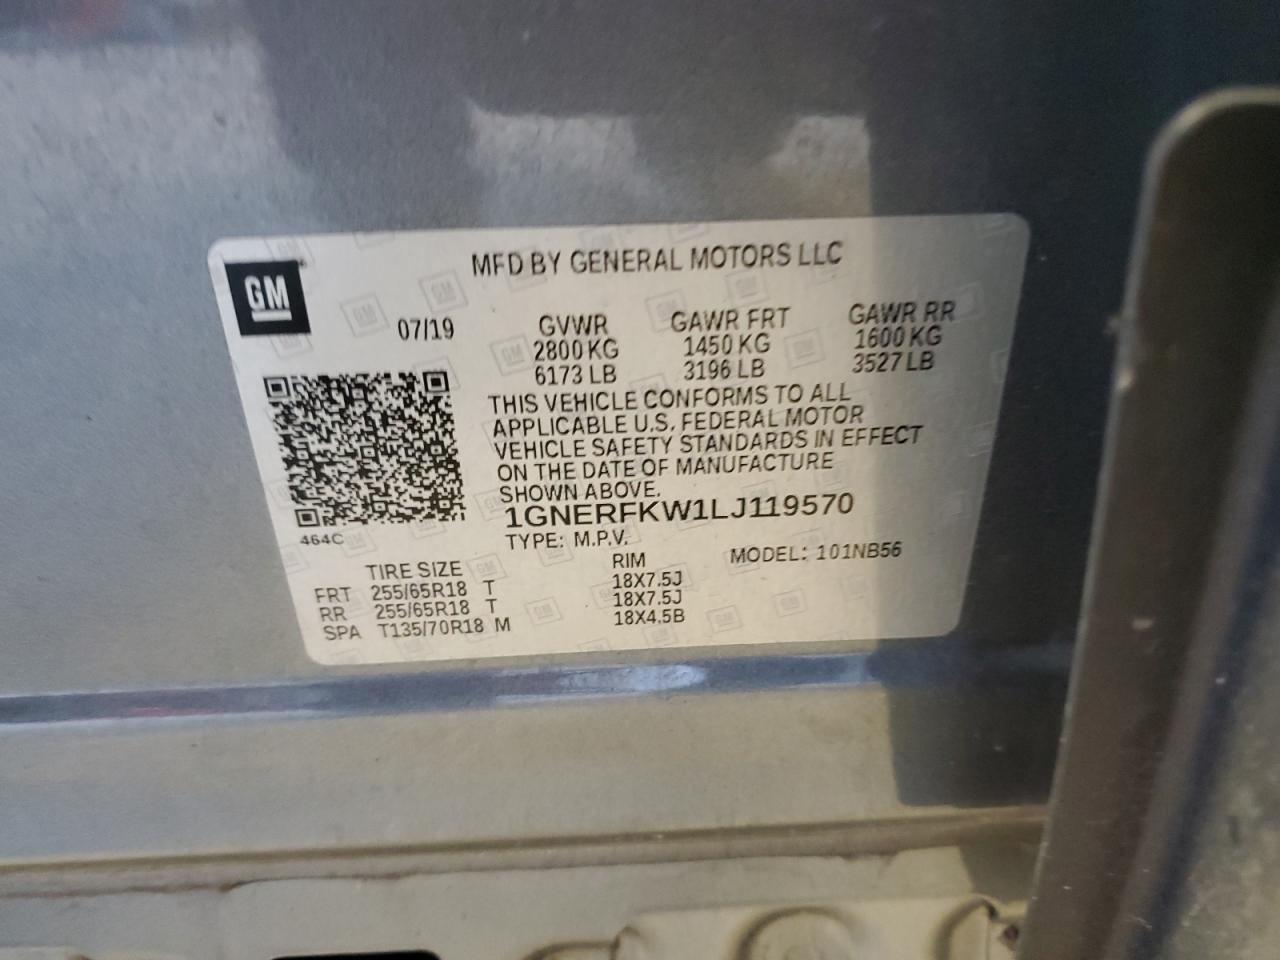 MFD BY GENERAL MOTORS LLC
GM
07/19 GVWR GAWR FRT GAWR RR
2800 KG 1450 KG 1600 KG
6173 LB 3196 LB 3527 LB
THIS VEHICLE CONFORMS TO ALL
APPLICABLE U.S. FEDERAL MOTOR
VEHICLE SAFETY STANDARDS IN EFFECT
ON THE DATE OF MANUFACTURE
SHOWN ABOVE.
1GNERFKW1LJ119570
464C
TYPE: M.P.V. MODEL: 101NB56
TIRE SIZE RIM
FRT 255/65R18 T 18X7.5J
RR 255/65R18 T 18X7.5J
SPA T135/70R18 M 18X4.5B